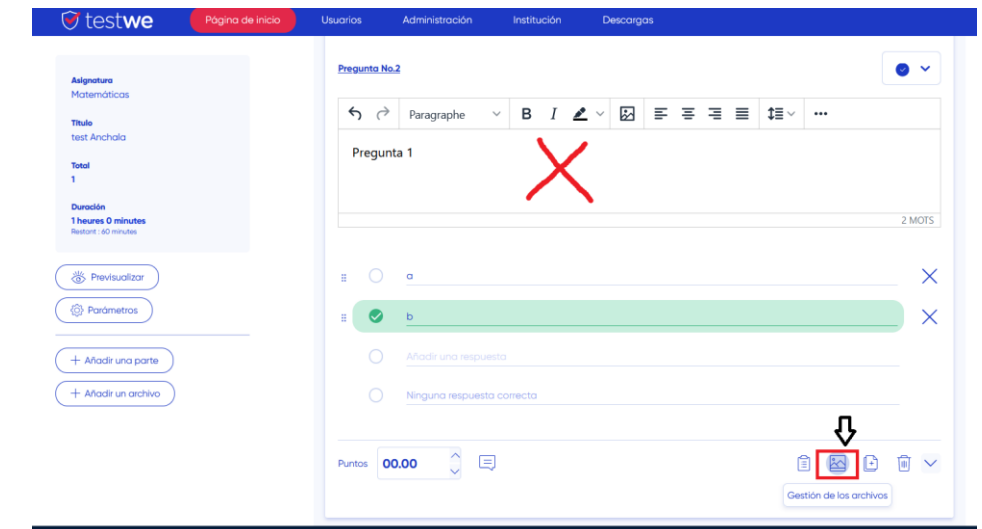 testwe
Página de inicio
Usuarios
Administración
Institución
Descargas
Asignatura
Matemáticas
Título
test Anchala
Total
1
Duración
1 heures 0 minutes
Restant : 60 minutes
Previsualizar
Parámetros
Añadir una parte
Añadir un archivo
Pregunta No.2
Paragraphe
B
I
Pregunta 1
2 MOTS
a
b
Añadir una respuesta
Ninguna respuesta correcta
Puntos
00.00
Gestión de los archivos